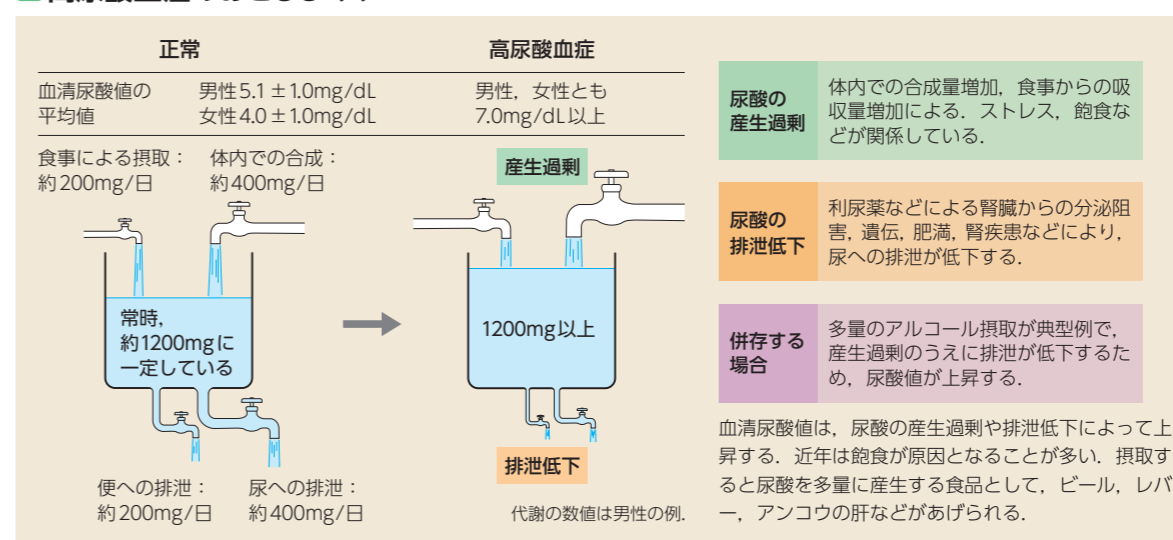 正常
高尿酸血症
血清尿酸値の
平均値
男性5.1±1.0mg/dL
女性4.0±1.0mg/dL
男性，女性とも
7.0mg/dL以上
食事による摂取：
約200mg/日
体内での合成：
約400mg/日
産生過剰
常時，
約1200mgに
一定している
1200mg以上
排泄低下
便への排泄：
約200mg/日
尿への排泄：
約400mg/日
代謝の数値は男性の例.
尿酸の
産生過剰
体内での合成量増加，食事からの吸
収量増加による．ストレス，飽食な
どが関係している.
尿酸の
排泄低下
利尿薬などによる腎臓からの分泌阻
害，遺伝，肥満，腎疾患などにより，
尿への排泄が低下する.
併存する
場合
多量のアルコール摂取が典型例で，
産生過剰のうえに排泄が低下するた
め，尿酸値が上昇する.
血清尿酸値は，尿酸の産生過剰や排泄低下によって上
昇する．近年は飽食が原因となることが多い．摂取す
ると尿酸を多量に産生する食品として，ビール，レバ
ー，アンコウの肝などがあげられる.